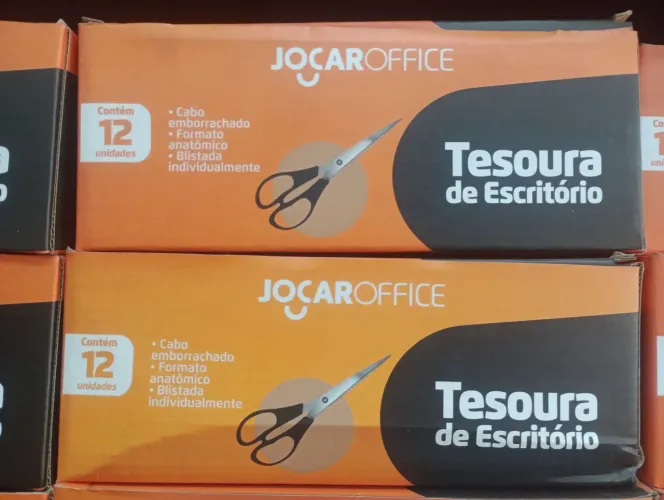 JOCAROFFICE
Contém
12
unidades
• Cabo
emborrachado
• Formato
anatômico
• Blistada
individualmente
Tesoura
de Escritório
JOCAROFFICE
Contém
12
unidades
• Cabo
emborrachado
• Formato
anatômico
• Blistada
individualmente
Tesoura
de Escritório